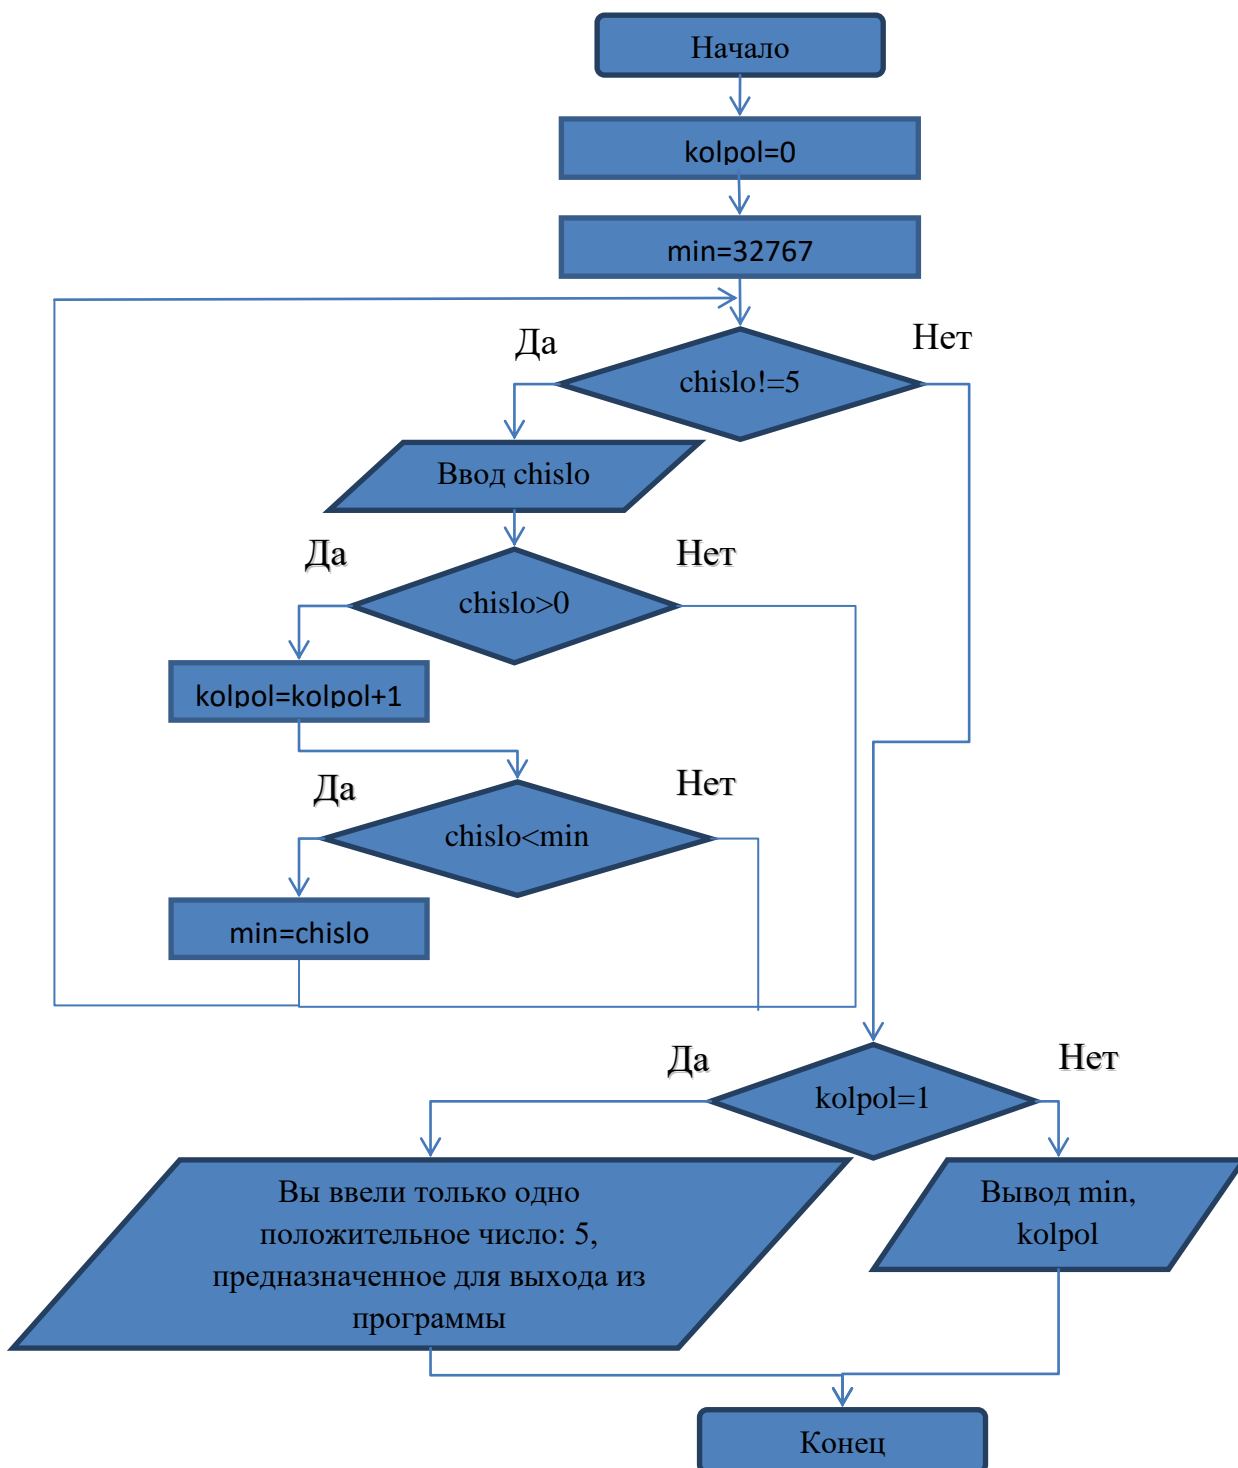 Начало
kolpol=0
min=32767
Да
Нет
chislo!=5
Ввод chislo
Да
Нет
chislo>0
kolpol=kolpol+1
Да
Нет
chislo<min
min=chislo
Да
Нет
kolpol=1
Вы ввели только одно
положительное число: 5,
предназначенное для выхода из
программы
Вывод min,
kolpol
Конец